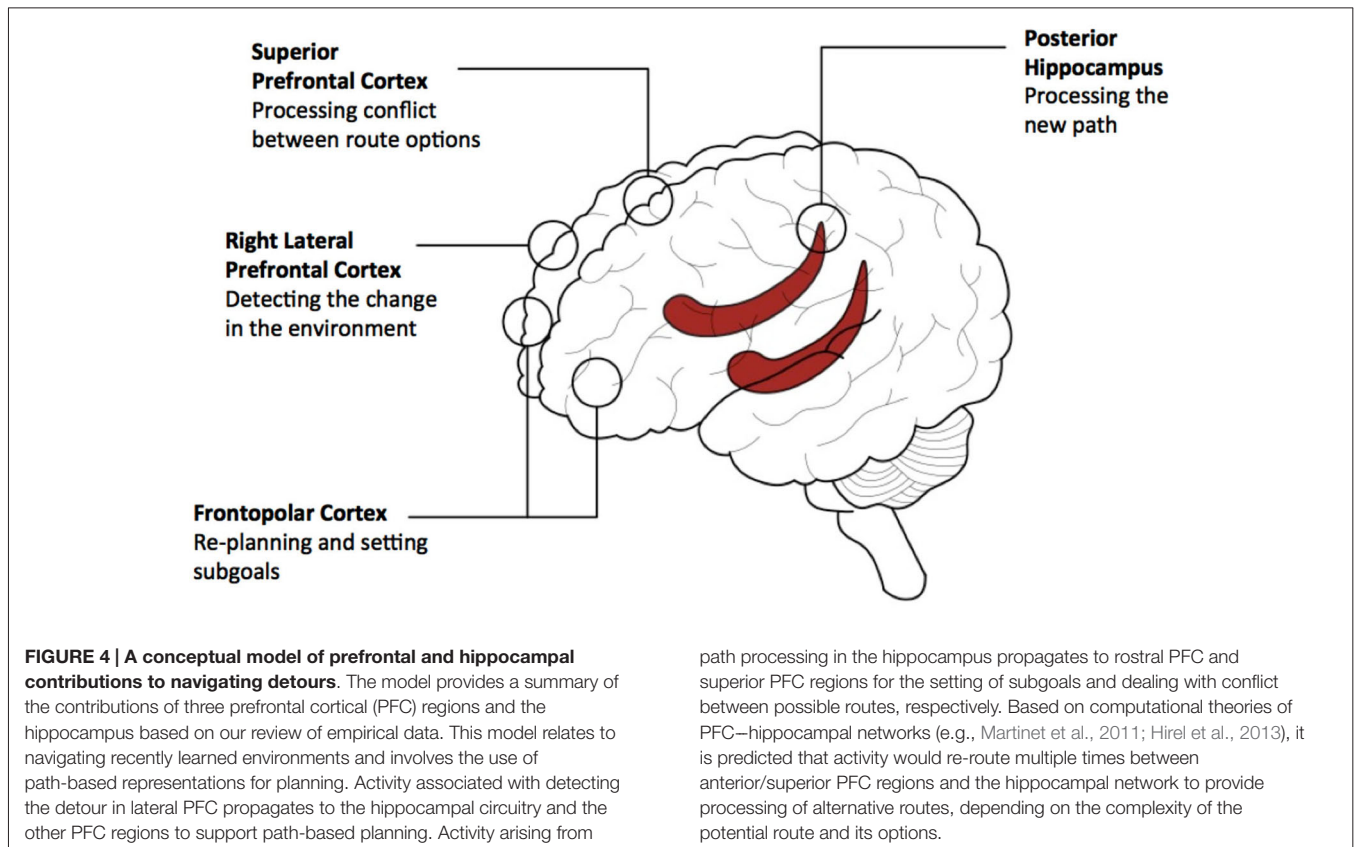 Superior
Prefrontal Cortex
Processing conflict
between route options
Posterior
Hippocampus
Processing the
new path
Right Lateral
Prefrontal Cortex
Detecting the change
in the environment
Frontopolar Cortex
Re-planning and setting
subgoals
FIGURE 4 | A conceptual model of prefrontal and hippocampal
contributions to navigating detours. The model provides a summary of
the contributions of three prefrontal cortical (PFC) regions and the
hippocampus based on our review of empirical data. This model relates to
navigating recently learned environments and involves the use of
path-based representations for planning. Activity associated with detecting
the detour in lateral PFC propagates to the hippocampal circuitry and the
other PFC regions to support path-based planning. Activity arising from
path processing in the hippocampus propagates to rostral PFC and
superior PFC regions for the setting of subgoals and dealing with conflict
between possible routes, respectively. Based on computational theories of
PFC–hippocampal networks (e.g., Martinet et al., 2011; Hirel et al., 2013), it
is predicted that activity would re-route multiple times between
anterior/superior PFC regions and the hippocampal network to provide
processing of alternative routes, depending on the complexity of the
potential route and its options.